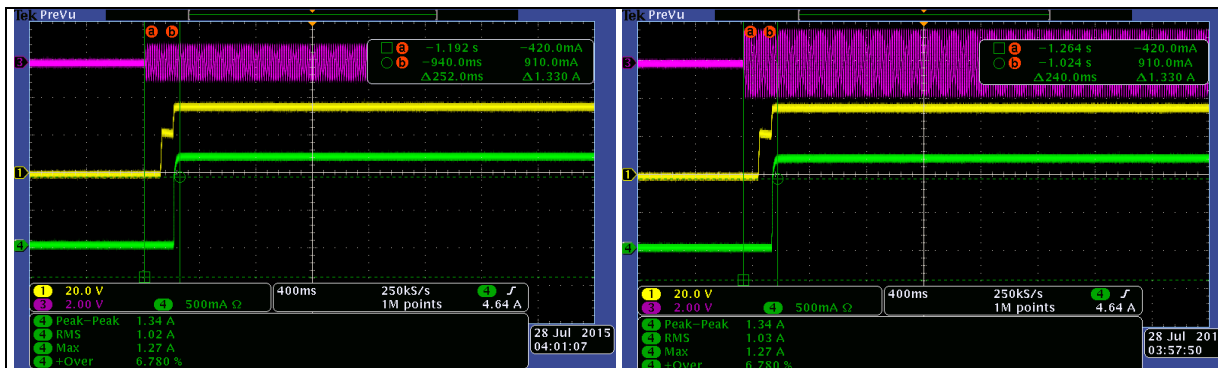 Tek PreVu
a b
a −1.192 s −420.0mA
b −940.0ms 910.0mA
Δ252.0ms Δ1.330 A
3
1
4
1 20.0 V
3 2.00 V 4 500mA Ω
400ms 250kS/s 4
1M points 4.64 A
4 Peak−Peak 1.34 A
4 RMS 1.02 A
4 Max 1.27 A
4 +Over 6.780 %
28 Jul 2015
04:01:07
Tek PreVu
a b
a −1.264 s −420.0mA
b −1.024 s 910.0mA
Δ240.0ms Δ1.330 A
3
1
4
1 20.0 V
3 2.00 V 4 500mA Ω
400ms 250kS/s 4
1M points 4.64 A
4 Peak−Peak 1.34 A
4 RMS 1.03 A
4 Max 1.27 A
4 +Over 6.780 %
28 Jul 201
03:57:50